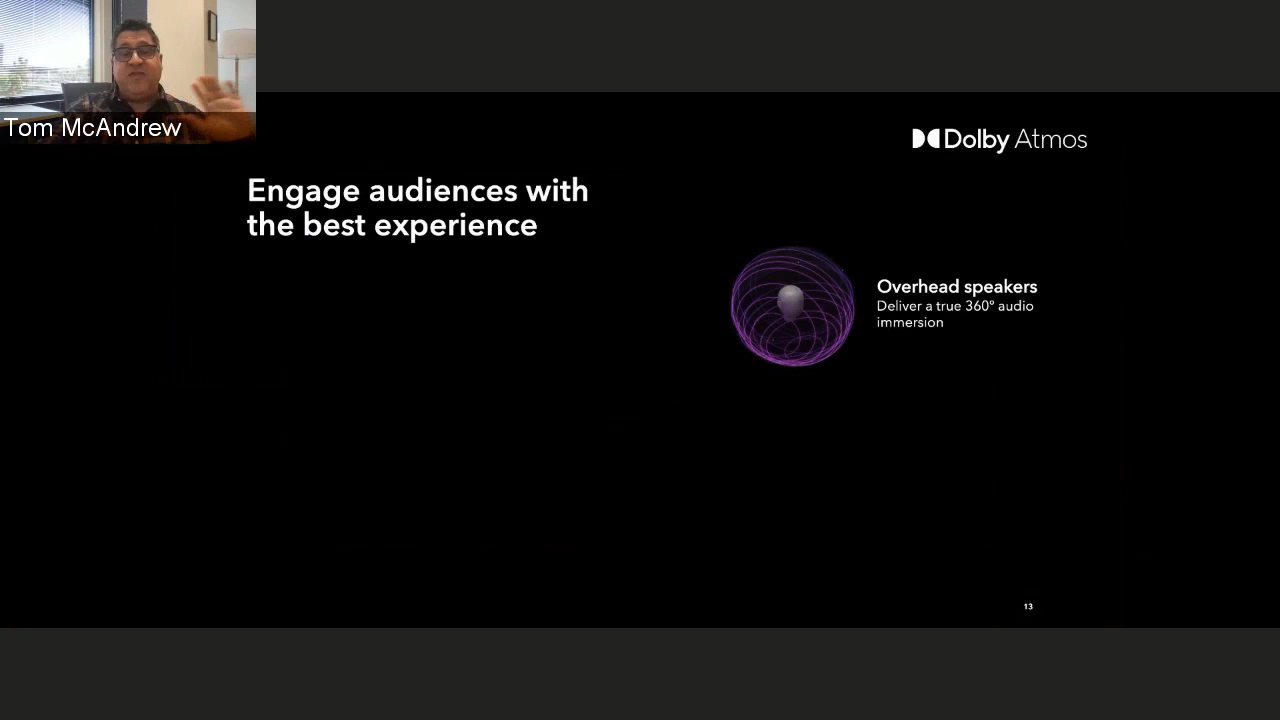 Tom McAndrew
Dolby Atmos
Engage audiences with
the best experience
Overhead speakers
Deliver a true 360° audio
immersion
13